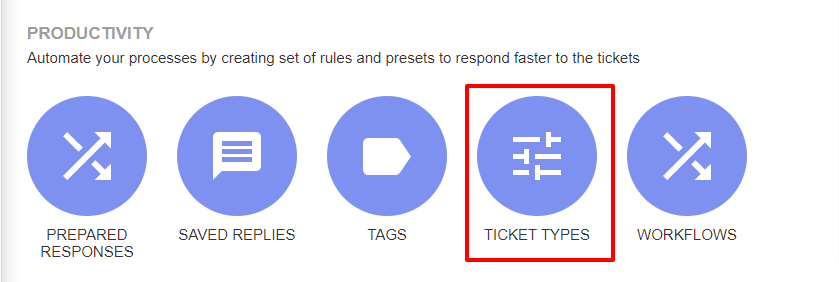 PRODUCTIVITY
Automate your processes by creating set of rules and presets to respond faster to the tickets
PREPARED
RESPONSES
SAVED REPLIES
TAGS
TICKET TYPES
WORKFLOWS